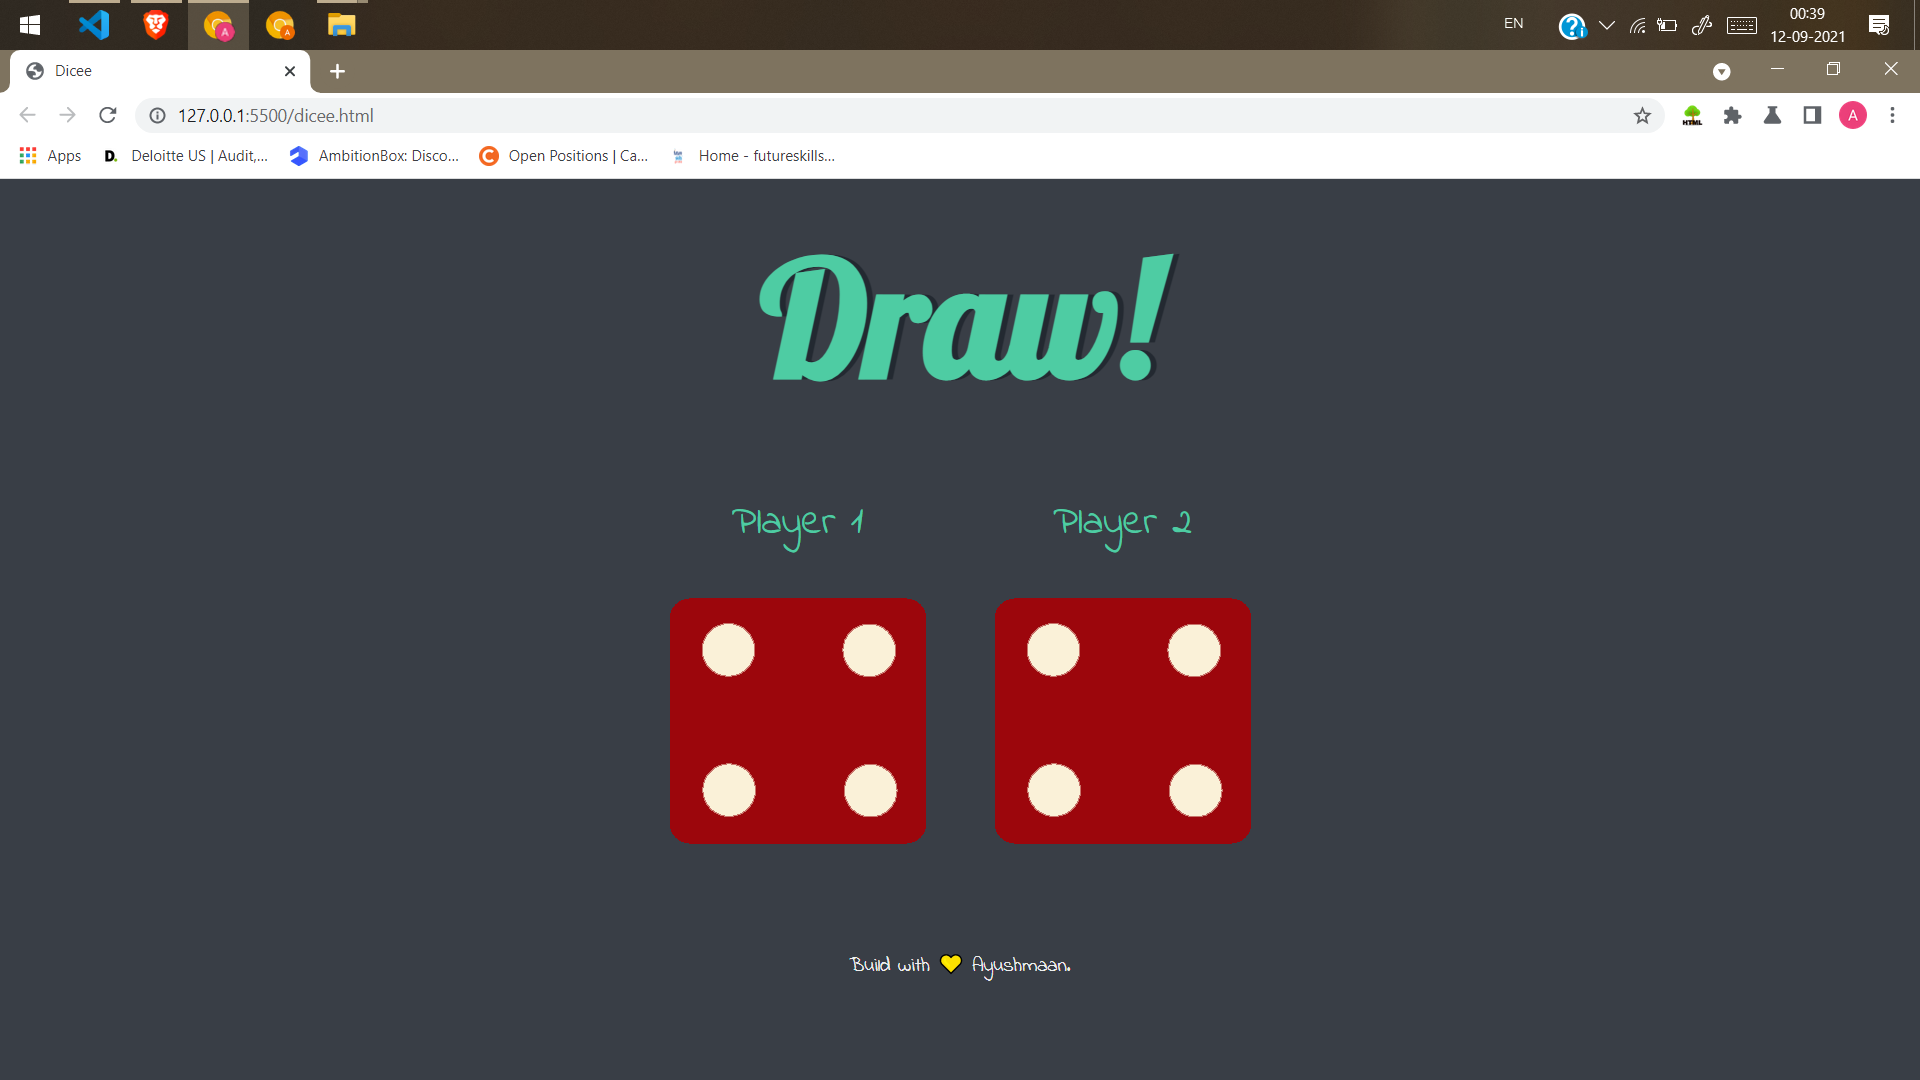 EN
00:39
12-09-2021
Dicee
127.0.0.1:5500/dicee.html
A
Apps
Deloitte US | Audit,...
AmbitionBox: Disco...
Open Positions | Ca...
Home - futureskills...
Draw!
Player 1 Player 2
Build with 💛 Ayushmaan.